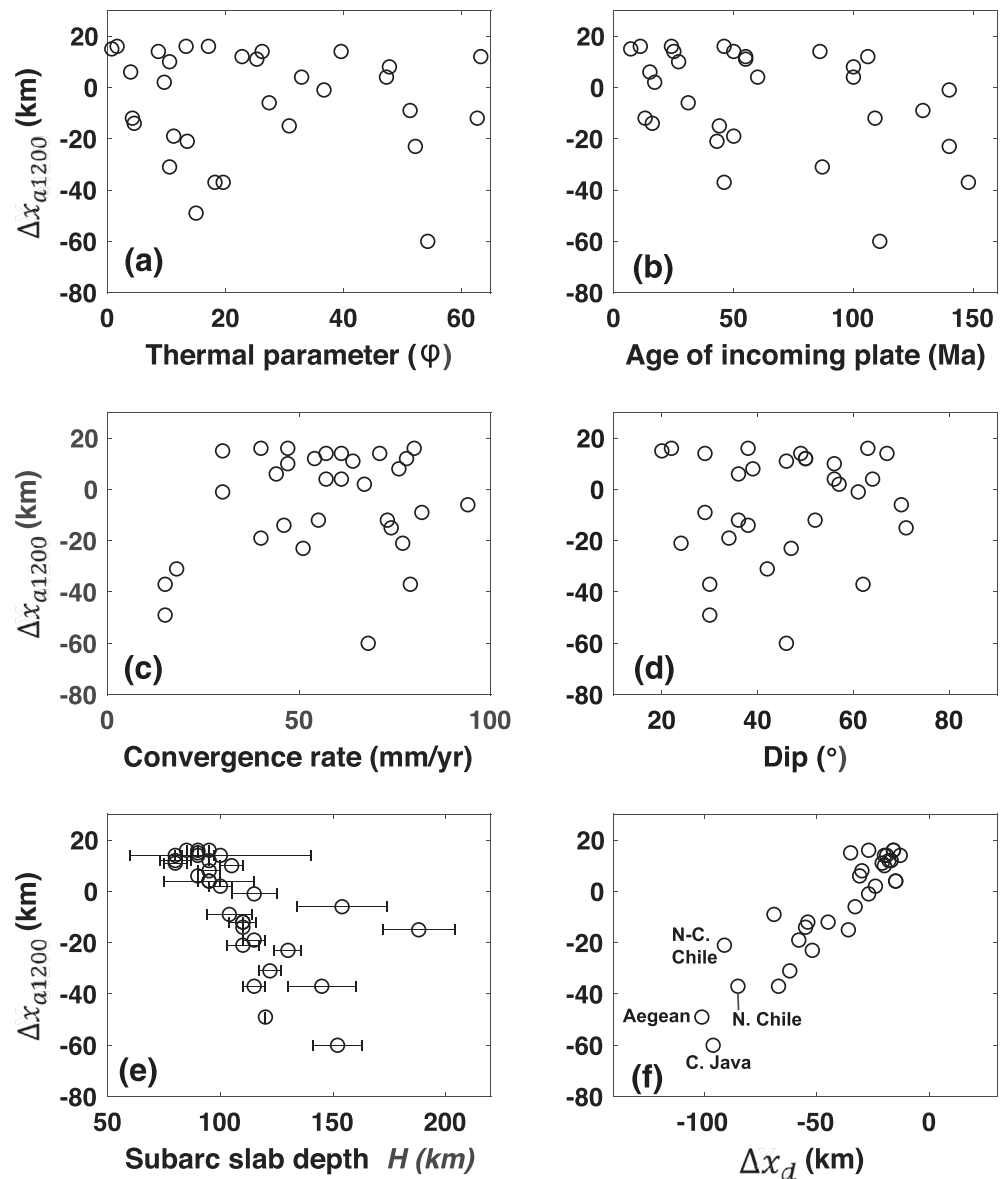 20
0
-20
-40
-60
-80
Δx_a1200 (km)
(a)
0 20 40 60
Thermal parameter (φ)
20
0
-20
-40
-60
-80
(b)
0 50 100 150
Age of incoming plate (Ma)
20
0
-20
-40
-60
-80
Δx_a1200 (km)
(c)
0 50 100
Convergence rate (mm/yr)
20
0
-20
-40
-60
-80
(d)
20 40 60 80
Dip (°)
20
0
-20
-40
-60
-80
Δx_a1200 (km)
(e)
50 100 150 200
Subarc slab depth H (km)
20
0
-20
-40
-60
-80
N-C.
Chile
N. Chile
Aegean
C. Java
(f)
-100 -50 0
Δx_d (km)